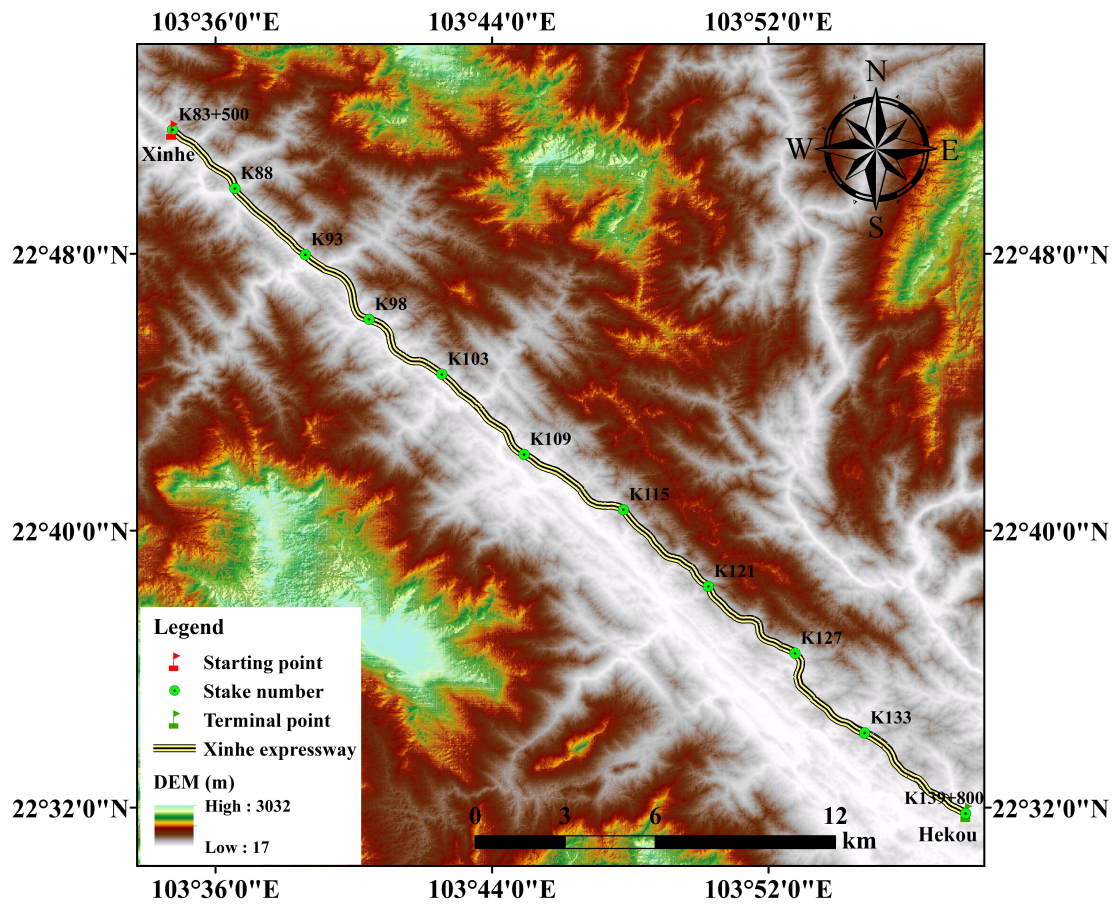 103°36'0"E
103°44'0"E
103°52'0"E
N
W
E
S
K83+500
Xinhe
K88
22°48'0"N
22°48'0"N
K93
K98
K103
K109
K115
22°40'0"N
22°40'0"N
K121
K127
K133
K139+800
Hekou
22°32'0"N
22°32'0"N
Legend
Starting point
Stake number
Terminal point
Xinhe expressway
DEM (m)
High : 3032
Low : 17
0
3
6
12
km
103°36'0"E
103°44'0"E
103°52'0"E